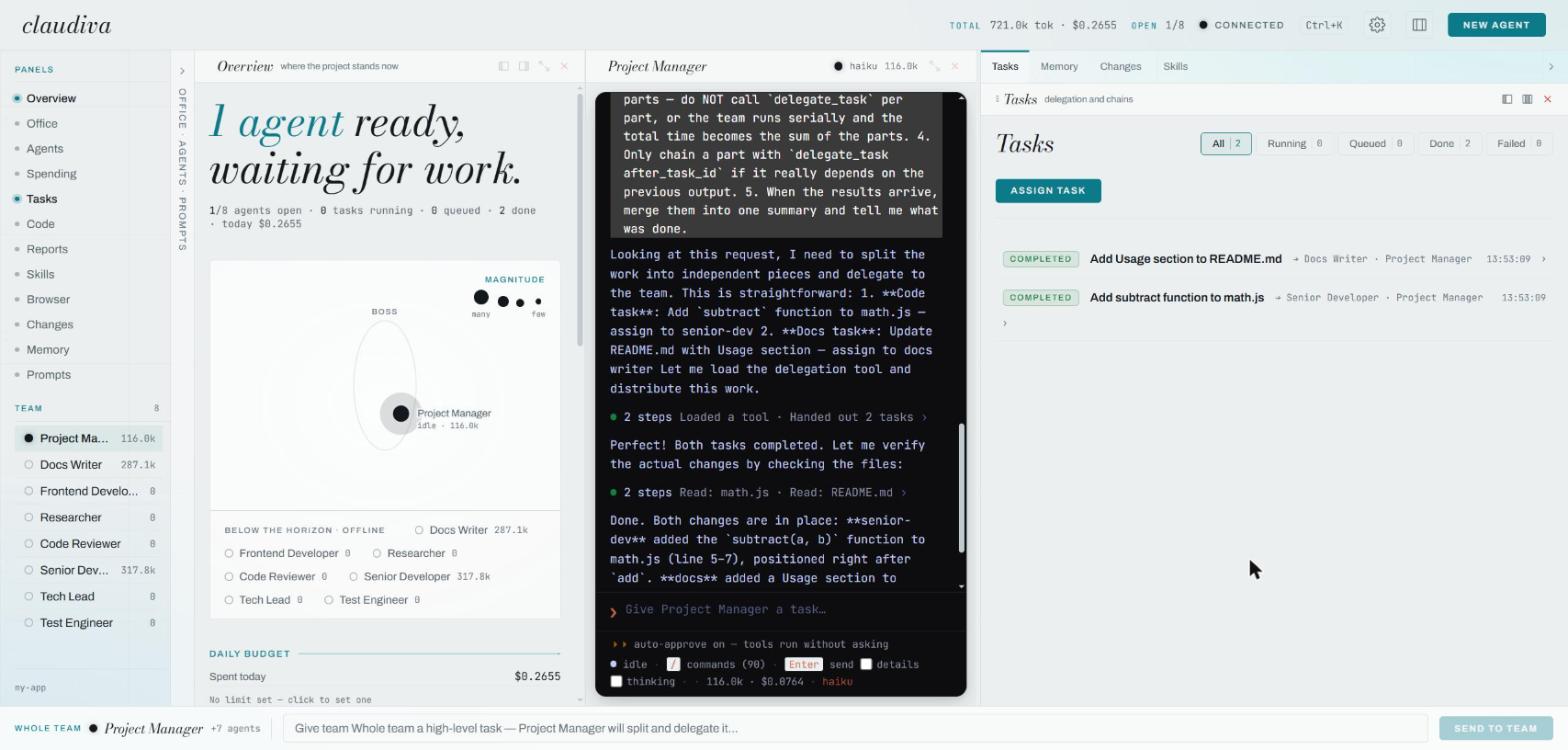 claudiva
TOTAL 721.0k tok · $0.2655 OPEN 1/8 CONNECTED Ctrl+K NEW AGENT
PANELS
Overview
Office
Agents
Spending
Tasks
Code
Reports
Skills
Browser
Changes
Memory
Prompts
TEAM 8
Project Ma... 116.0k
Docs Writer 287.1k
Frontend Develo... 0
Researcher 0
Code Reviewer 0
Senior Dev... 317.8k
Tech Lead 0
Test Engineer 0
my-app
OFFICE · AGENTS · PROMPTS
Overview where the project stands now
1 agent ready,
waiting for work.
1/8 agents open · 0 tasks running · 0 queued · 2 done
· today $0.2655
MAGNITUDE
many few
BOSS
Project Manager
idle · 116.0k
BELOW THE HORIZON · OFFLINE Docs Writer 287.1k
Frontend Developer 0 Researcher 0
Code Reviewer 0 Senior Developer 317.8k
Tech Lead 0 Test Engineer 0
DAILY BUDGET
Spent today $0.2655
No limit set — click to set one
Project Manager haiku 116.0k
parts — do NOT call `delegate_task` per
part, or the team runs serially and the
total time becomes the sum of the parts. 4.
Only chain a part with `delegate_task
after_task_id` if it really depends on the
previous output. 5. When the results arrive,
merge them into one summary and tell me what
was done.
Looking at this request, I need to split the
work into independent pieces and delegate to
the team. This is straightforward: 1. **Code
task**: Add `subtract` function to math.js —
assign to senior-dev 2. **Docs task**: Update
README.md with Usage section — assign to docs
writer Let me load the delegation tool and
distribute this work.
2 steps Loaded a tool · Handed out 2 tasks ›
Perfect! Both tasks completed. Let me verify
the actual changes by checking the files:
2 steps Read: math.js · Read: README.md ›
Done. Both changes are in place: **senior-
dev** added the `subtract(a, b)` function to
math.js (line 5–7), positioned right after
`add`. **docs** added a Usage section to
❯ Give Project Manager a task…
auto-approve on — tools run without asking
idle · / commands (90) · Enter send details
thinking · · 116.0k · $0.0764 · haiku
Tasks Memory Changes Skills
Tasks delegation and chains
Tasks All 2 Running 0 Queued 0 Done 2 Failed 0
ASSIGN TASK
COMPLETED Add Usage section to README.md → Docs Writer · Project Manager 13:53:09 ›
COMPLETED Add subtract function to math.js → Senior Developer · Project Manager 13:53:09
›
WHOLE TEAM Project Manager +7 agents Give team Whole team a high-level task — Project Manager will split and delegate it... SEND TO TEAM